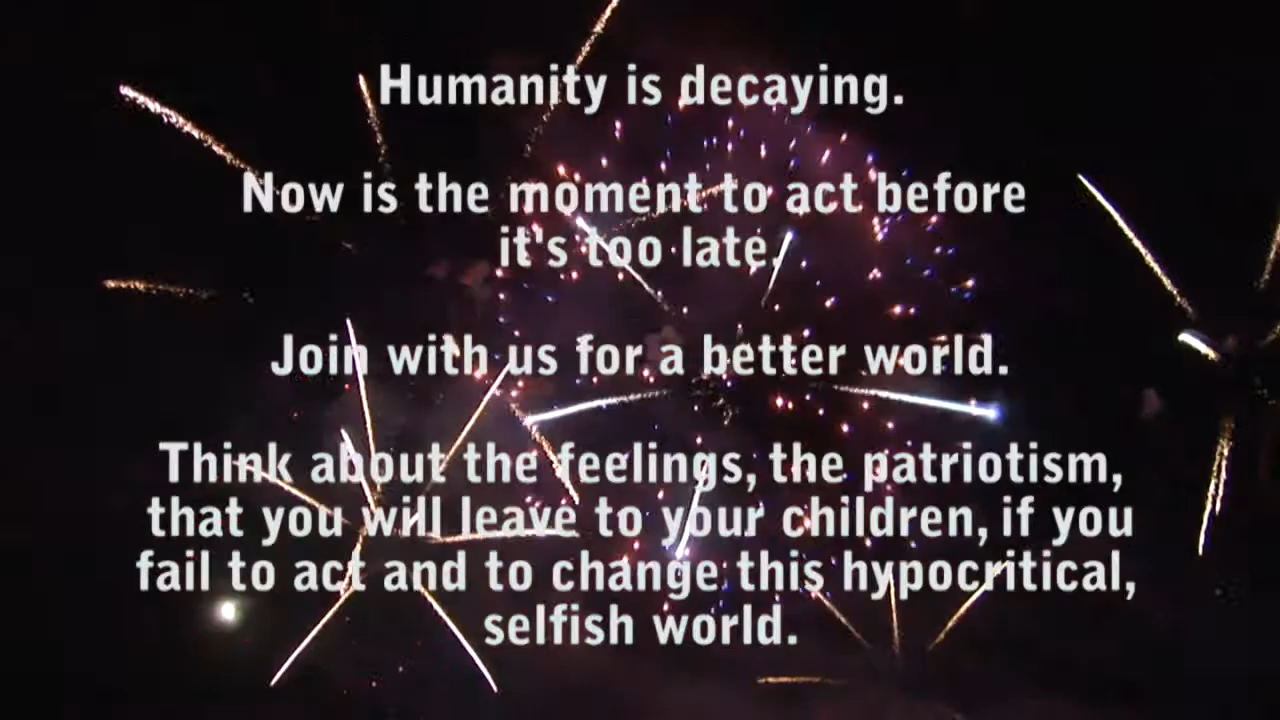 Humanity is decaying.
Now is the moment to act before
it's too late.
Join with us for a better world.
Think about the feelings, the patriotism,
that you will leave to your children, if you
fail to act and to change this hypocritical,
selfish world.